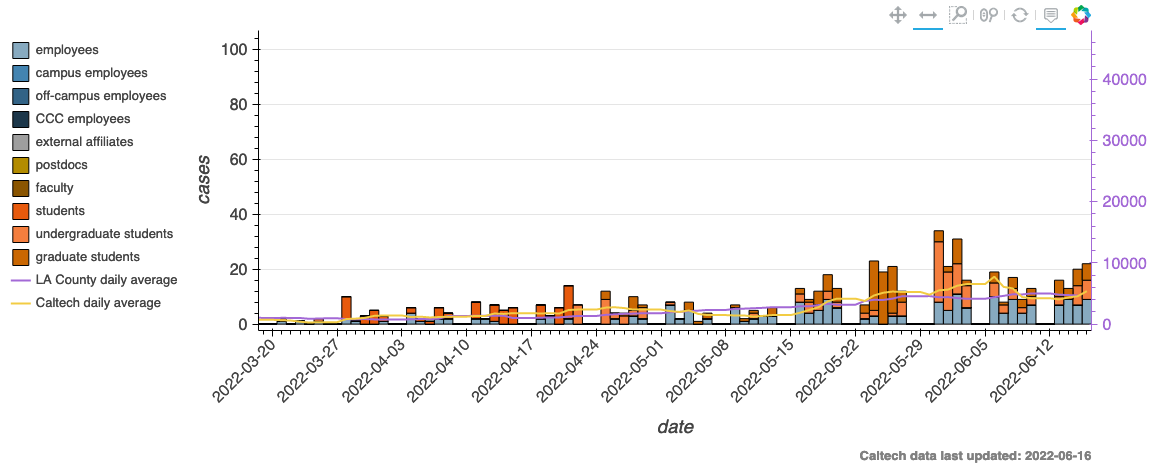 employees
campus employees
off-campus employees
CCC employees
external affiliates
postdocs
faculty
students
undergraduate students
graduate students
LA County daily average
Caltech daily average
cases
100
80
60
40
20
0
40000
30000
20000
10000
0
2022-03-20
2022-03-27
2022-04-03
2022-04-10
2022-04-17
2022-04-24
2022-05-01
2022-05-08
2022-05-15
2022-05-22
2022-05-29
2022-06-05
2022-06-12
date
Caltech data last updated: 2022-06-16